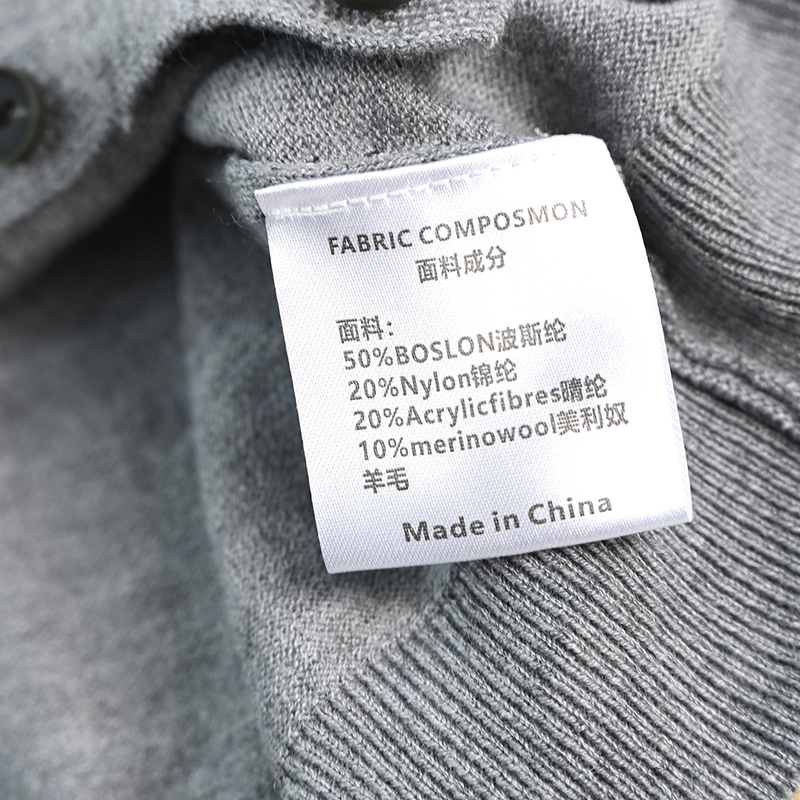 FABRIC COMPOSMON
面料成分
面料:
50%BOSLON波斯纶
20%Nylon锦纶
20%Acrylicfibres晴纶
10%merinowool美利奴
羊毛
Made in China